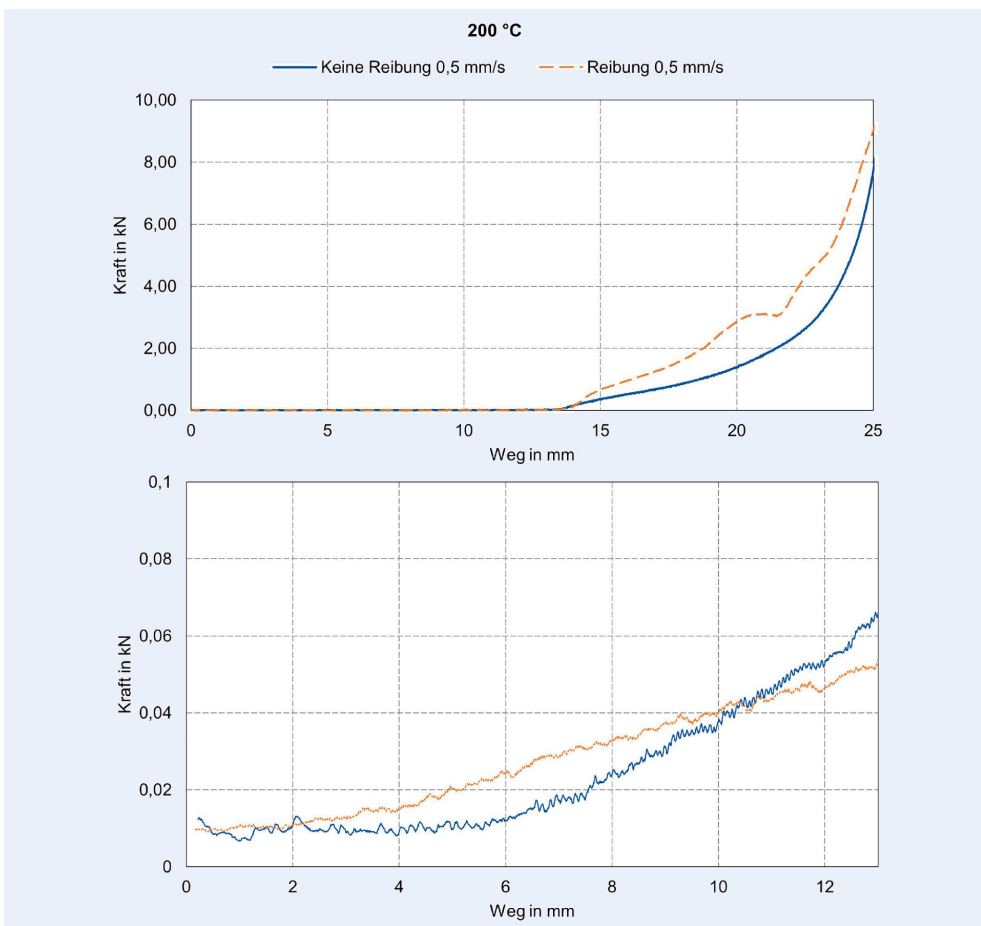 200 °C
Keine Reibung 0,5 mm/s Reibung 0,5 mm/s
10,00
8,00
6,00
4,00
2,00
0,00
Kraft in kN
0 5 10 15 20 25
Weg in mm
0,1
0,08
0,06
0,04
0,02
0
Kraft in kN
0 2 4 6 8 10 12
Weg in mm